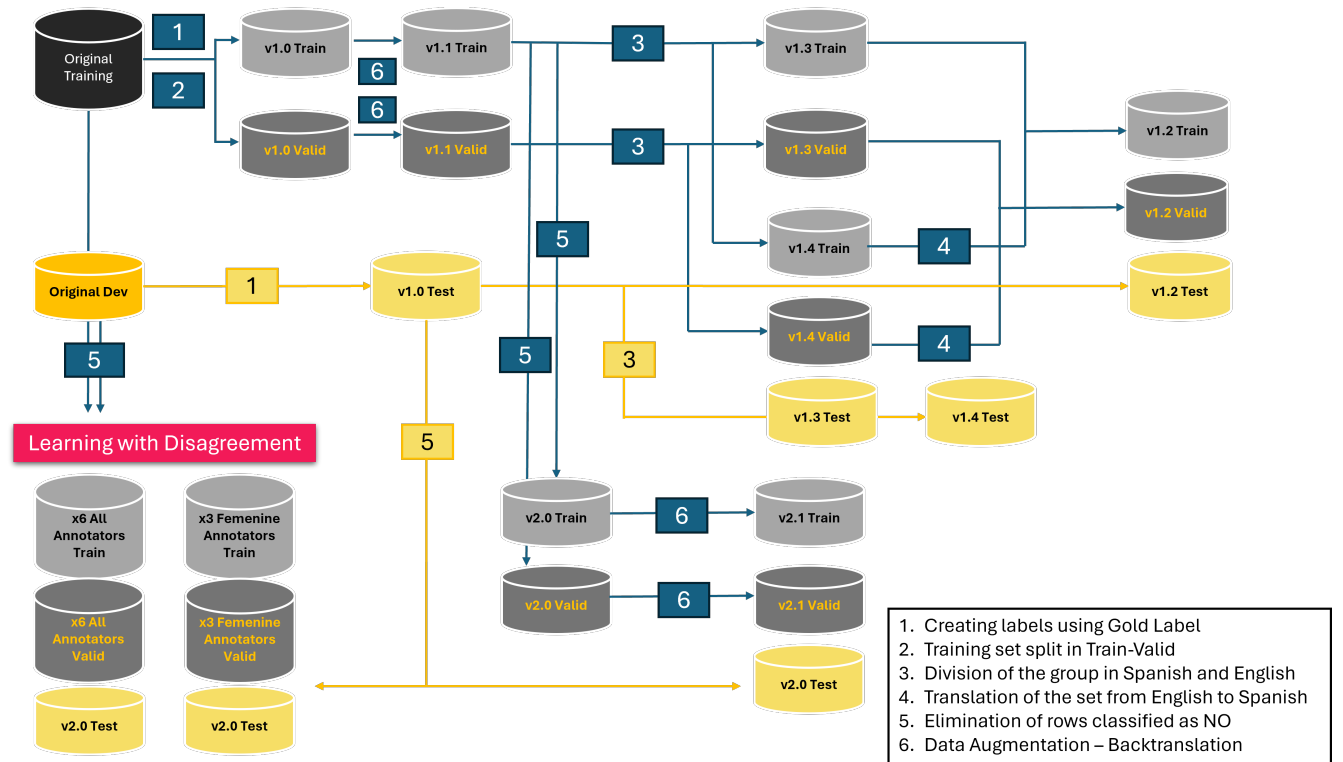 Original
Training
1
2
v1.0 Train
v1.1 Train
6
6
v1.0 Valid
v1.1 Valid
3
3
v1.3 Train
v1.3 Valid
v1.2 Train
v1.2 Valid
5
v1.4 Train
4
Original Dev
1
v1.0 Test
v1.2 Test
5
5
3
v1.4 Valid
4
v1.3 Test
v1.4 Test
Learning with Disagreement
5
x6 All
Annotators
Train
x3 Femenine
Annotators
Train
v2.0 Train
6
v2.1 Train
x6 All
Annotators
Valid
x3 Femenine
Annotators
Valid
v2.0 Valid
6
v2.1 Valid
v2.0 Test
v2.0 Test
v2.0 Test
1. Creating labels using Gold Label
2. Training set split in Train-Valid
3. Division of the group in Spanish and English
4. Translation of the set from English to Spanish
5. Elimination of rows classified as NO
6. Data Augmentation – Backtranslation